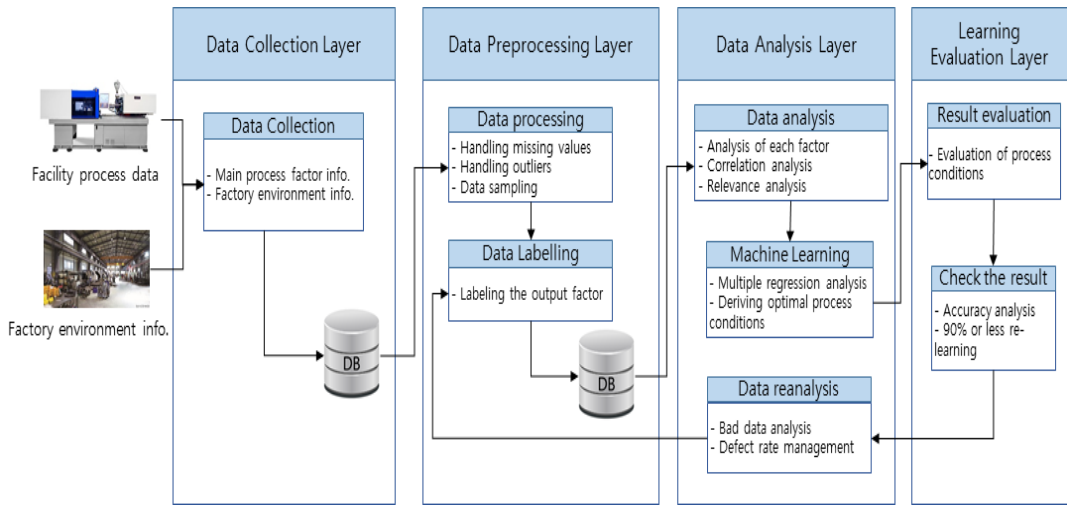 Facility process data
Factory environment info.
Data Collection Layer
Data Collection
- Main process factor info.
- Factory environment info.
DB
Data Preprocessing Layer
Data processing
- Handling missing values
- Handling outliers
- Data sampling
Data Labelling
- Labeling the output factor
DB
Data Analysis Layer
Data analysis
- Analysis of each factor
- Correlation analysis
- Relevance analysis
Machine Learning
- Multiple regression analysis
- Deriving optimal process
conditions
Data reanalysis
- Bad data analysis
- Defect rate management
Learning
Evaluation Layer
Result evaluation
- Evaluation of process
conditions
Check the result
- Accuracy analysis
- 90% or less re-
learning